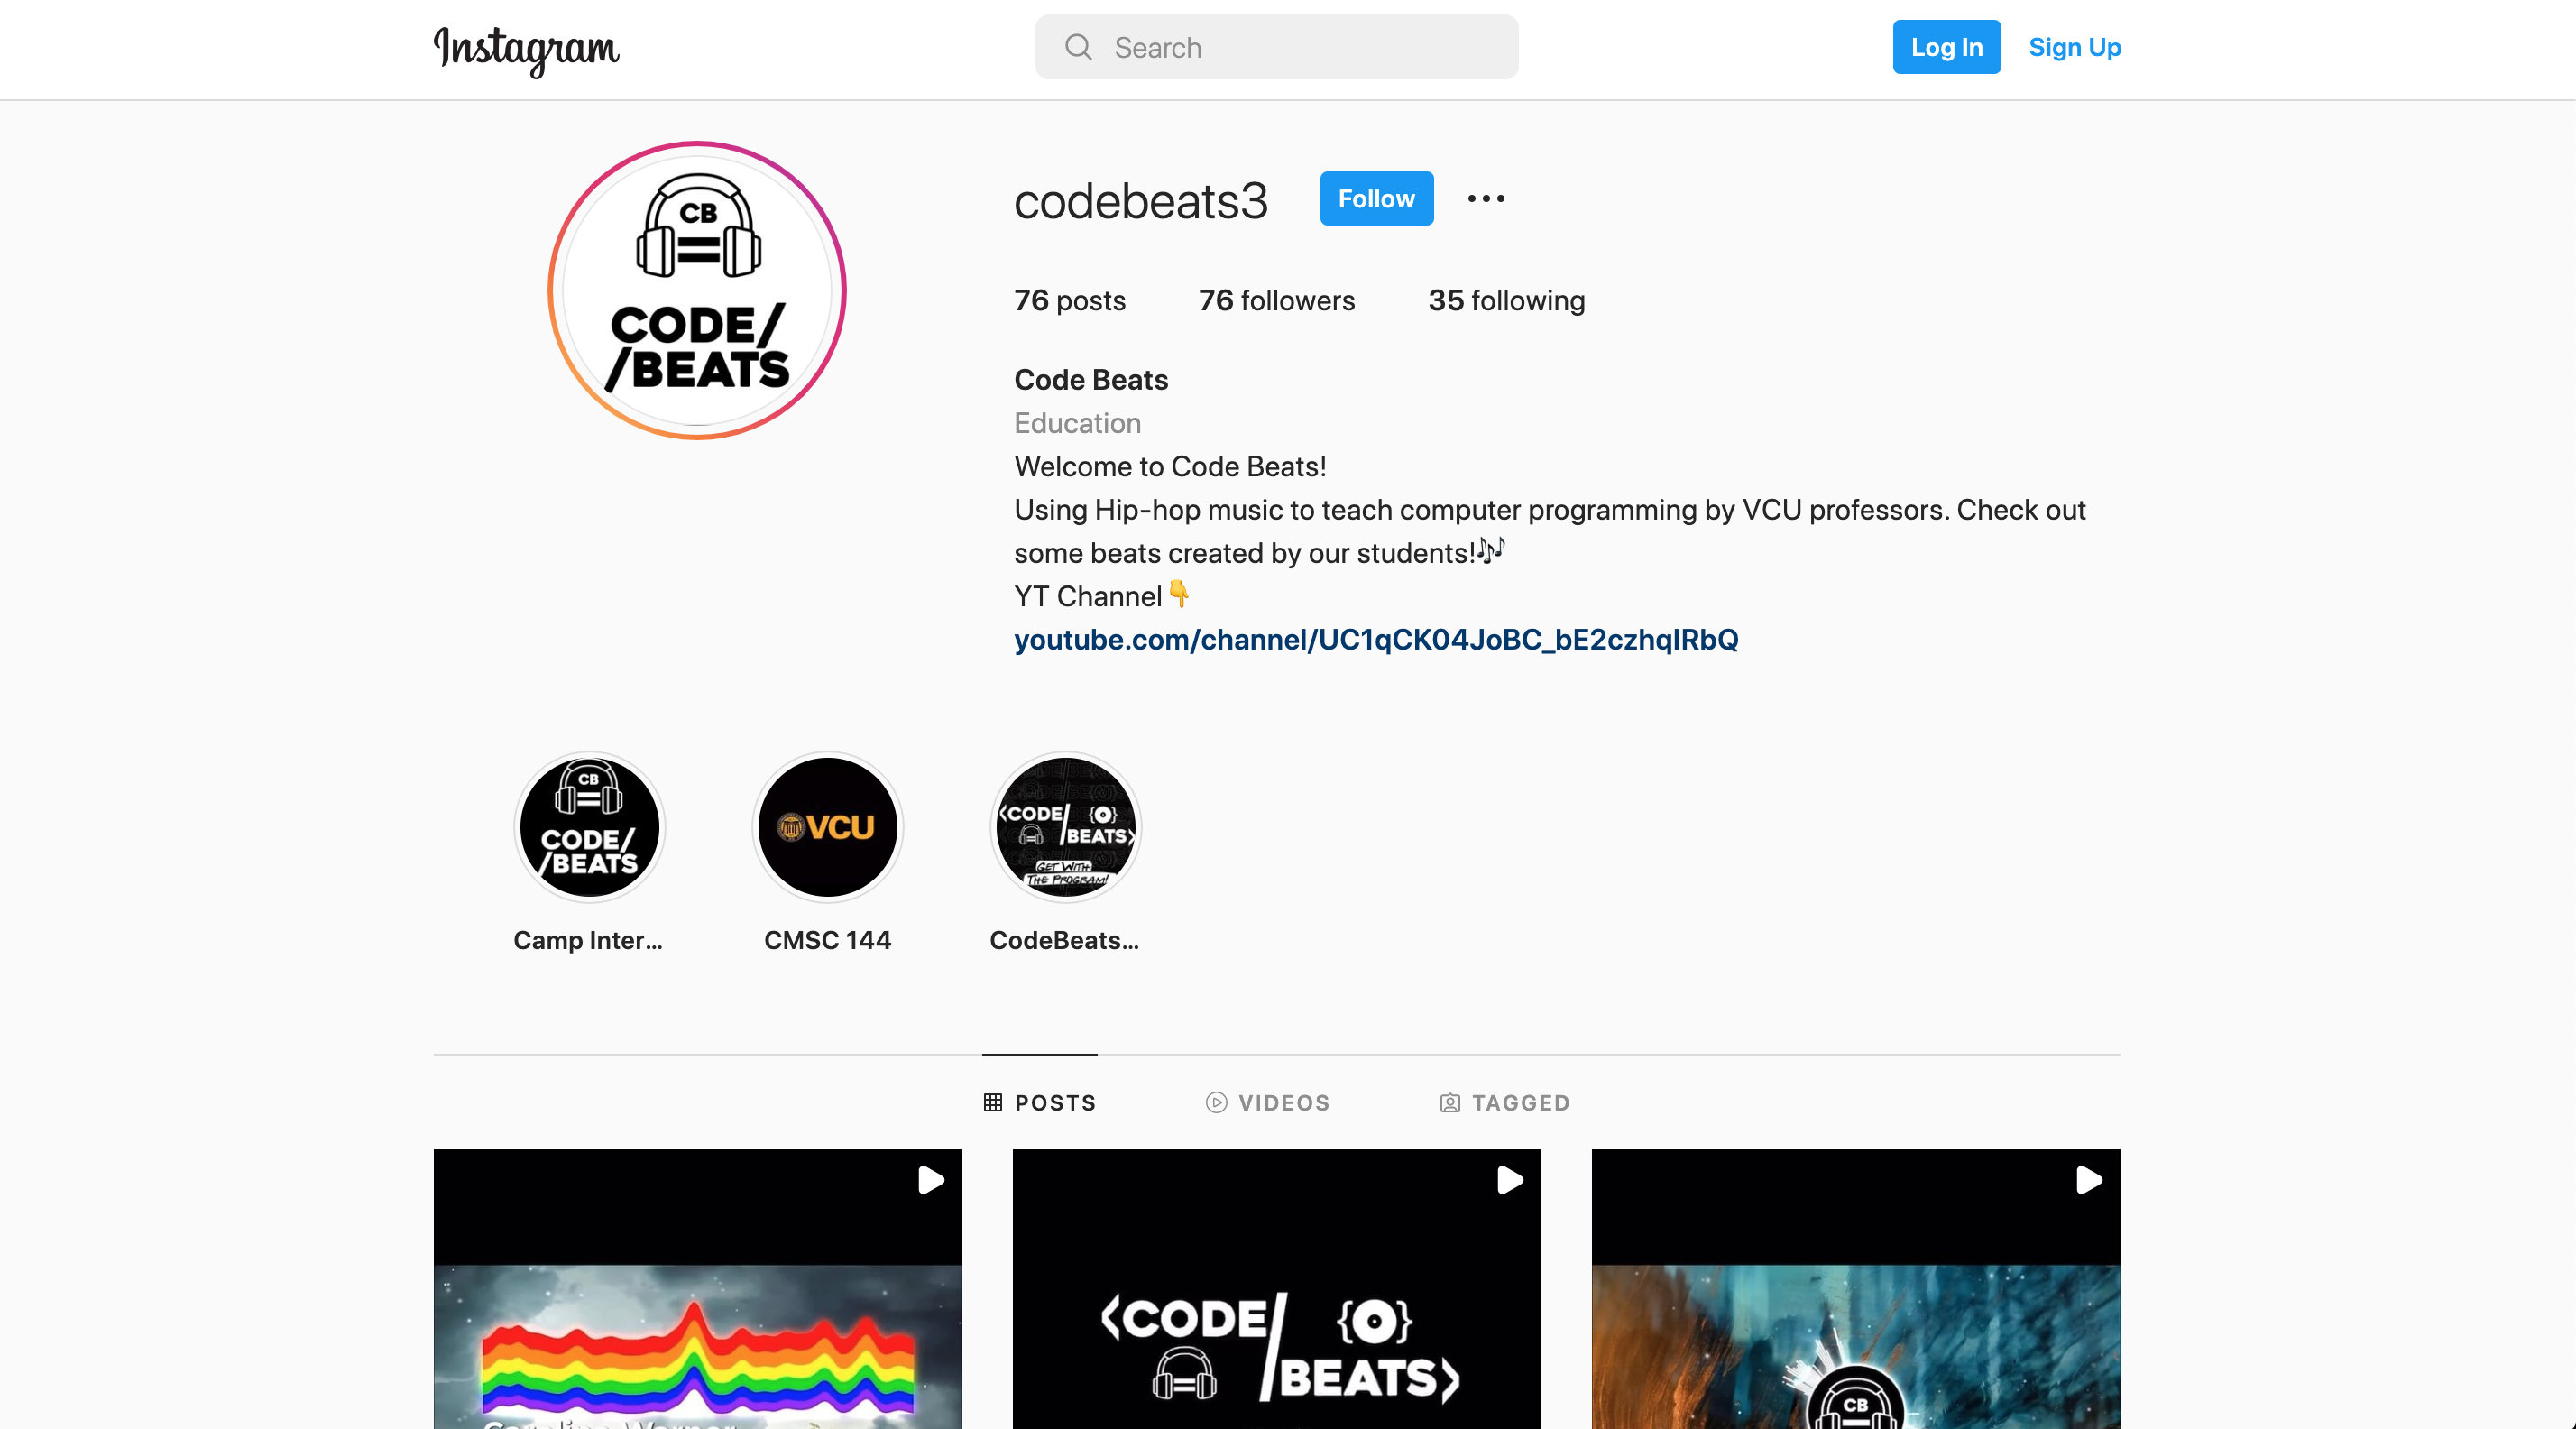 Instagram
Search
Log In
Sign Up
CB
CODE/
/BEATS
codebeats3
Follow
76 posts
76 followers
35 following
Code Beats
Education
Welcome to Code Beats!
Using Hip-hop music to teach computer programming by VCU professors. Check out
some beats created by our students!🎶
YT Channel👇
youtube.com/channel/UC1qCK04JoBC_bE2czhqlRbQ
CB
CODE/
/BEATS
Camp Inter...
VCU
CMSC 144
<CODE/
BEATS>
GET WITH
THE PROGRAM!
CodeBeats...
POSTS
VIDEOS
TAGGED
<CODE/ {O}
BEATS>
CB